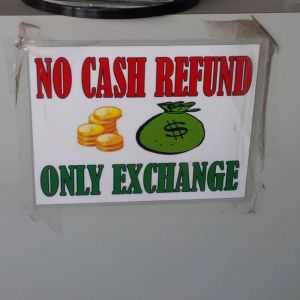 NO CASH REFUND
$
ONLY EXCHANGE